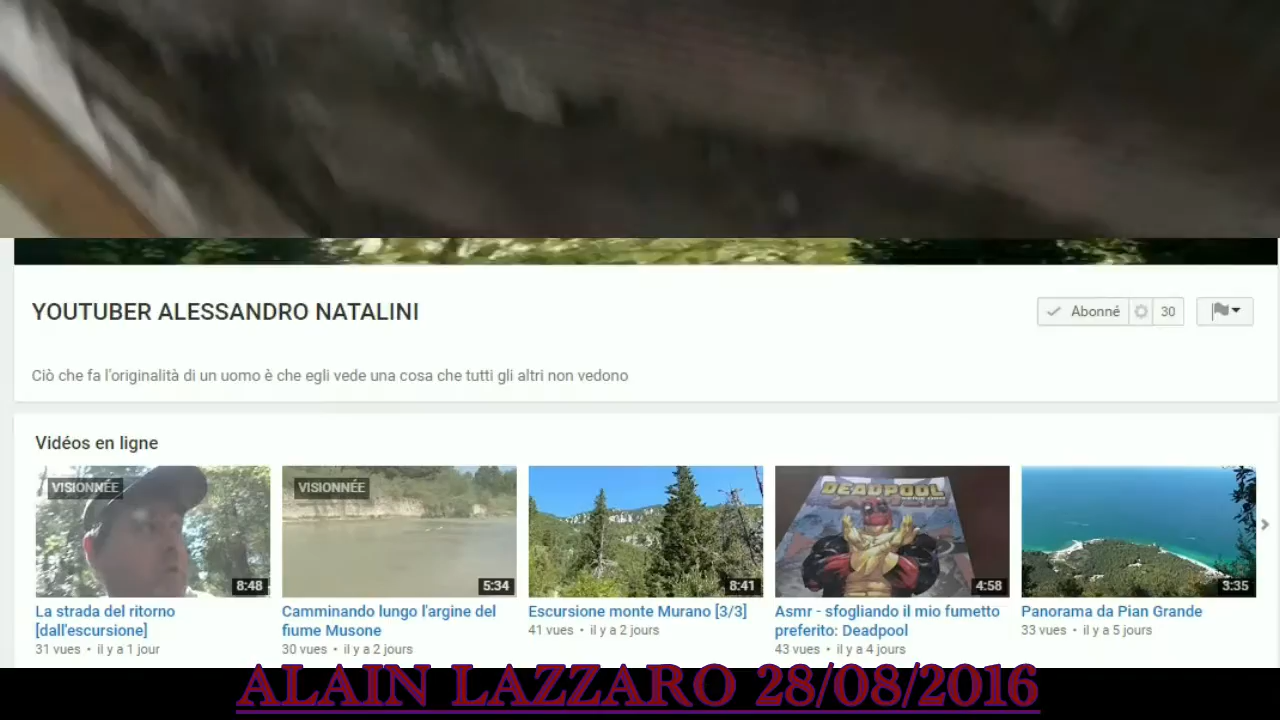 YOUTUBER ALESSANDRO NATALINI
Abonné 30
Ciò che fa l'originalità di un uomo è che egli vede una cosa che tutti gli altri non vedono
Vidéos en ligne
VISIONNÉE
8:48
La strada del ritorno
[dall'escursione]
31 vues • il y a 1 jour
VISIONNÉE
5:34
Camminando lungo l'argine del
fiume Musone
30 vues • il y a 2 jours
8:41
Escursione monte Murano [3/3]
41 vues • il y a 2 jours
DEADPOOL
4:58
Asmr - sfogliando il mio fumetto
preferito: Deadpool
43 vues • il y a 4 jours
3:35
Panorama da Pian Grande
33 vues • il y a 5 jours
ALAIN LAZZARO 28/08/2016